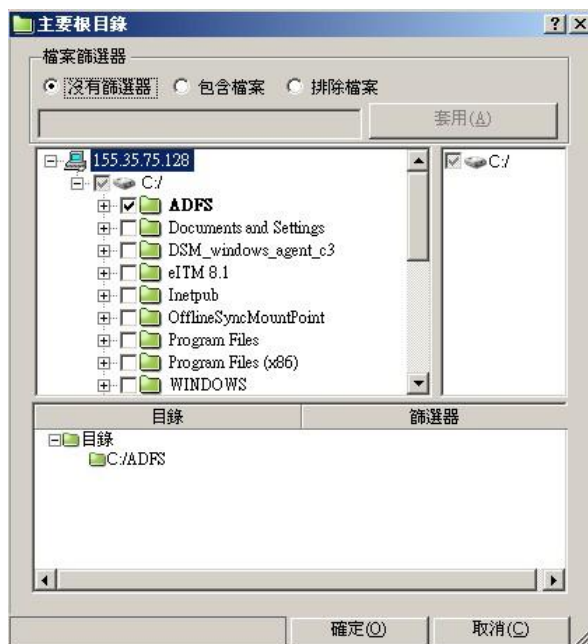 主要根目錄
檔案篩選器
沒有篩選器 包含檔案 排除檔案
套用(A)
155.35.75.128 C:/
C:/
ADFS
Documents and Settings
DSM_windows_agent_c3
eITM 8.1
Inetpub
OfflineSyncMountPoint
Program Files
Program Files (x86)
WINDOWS
目錄 篩選器
目錄
C:/ADFS
確定(O) 取消(C)